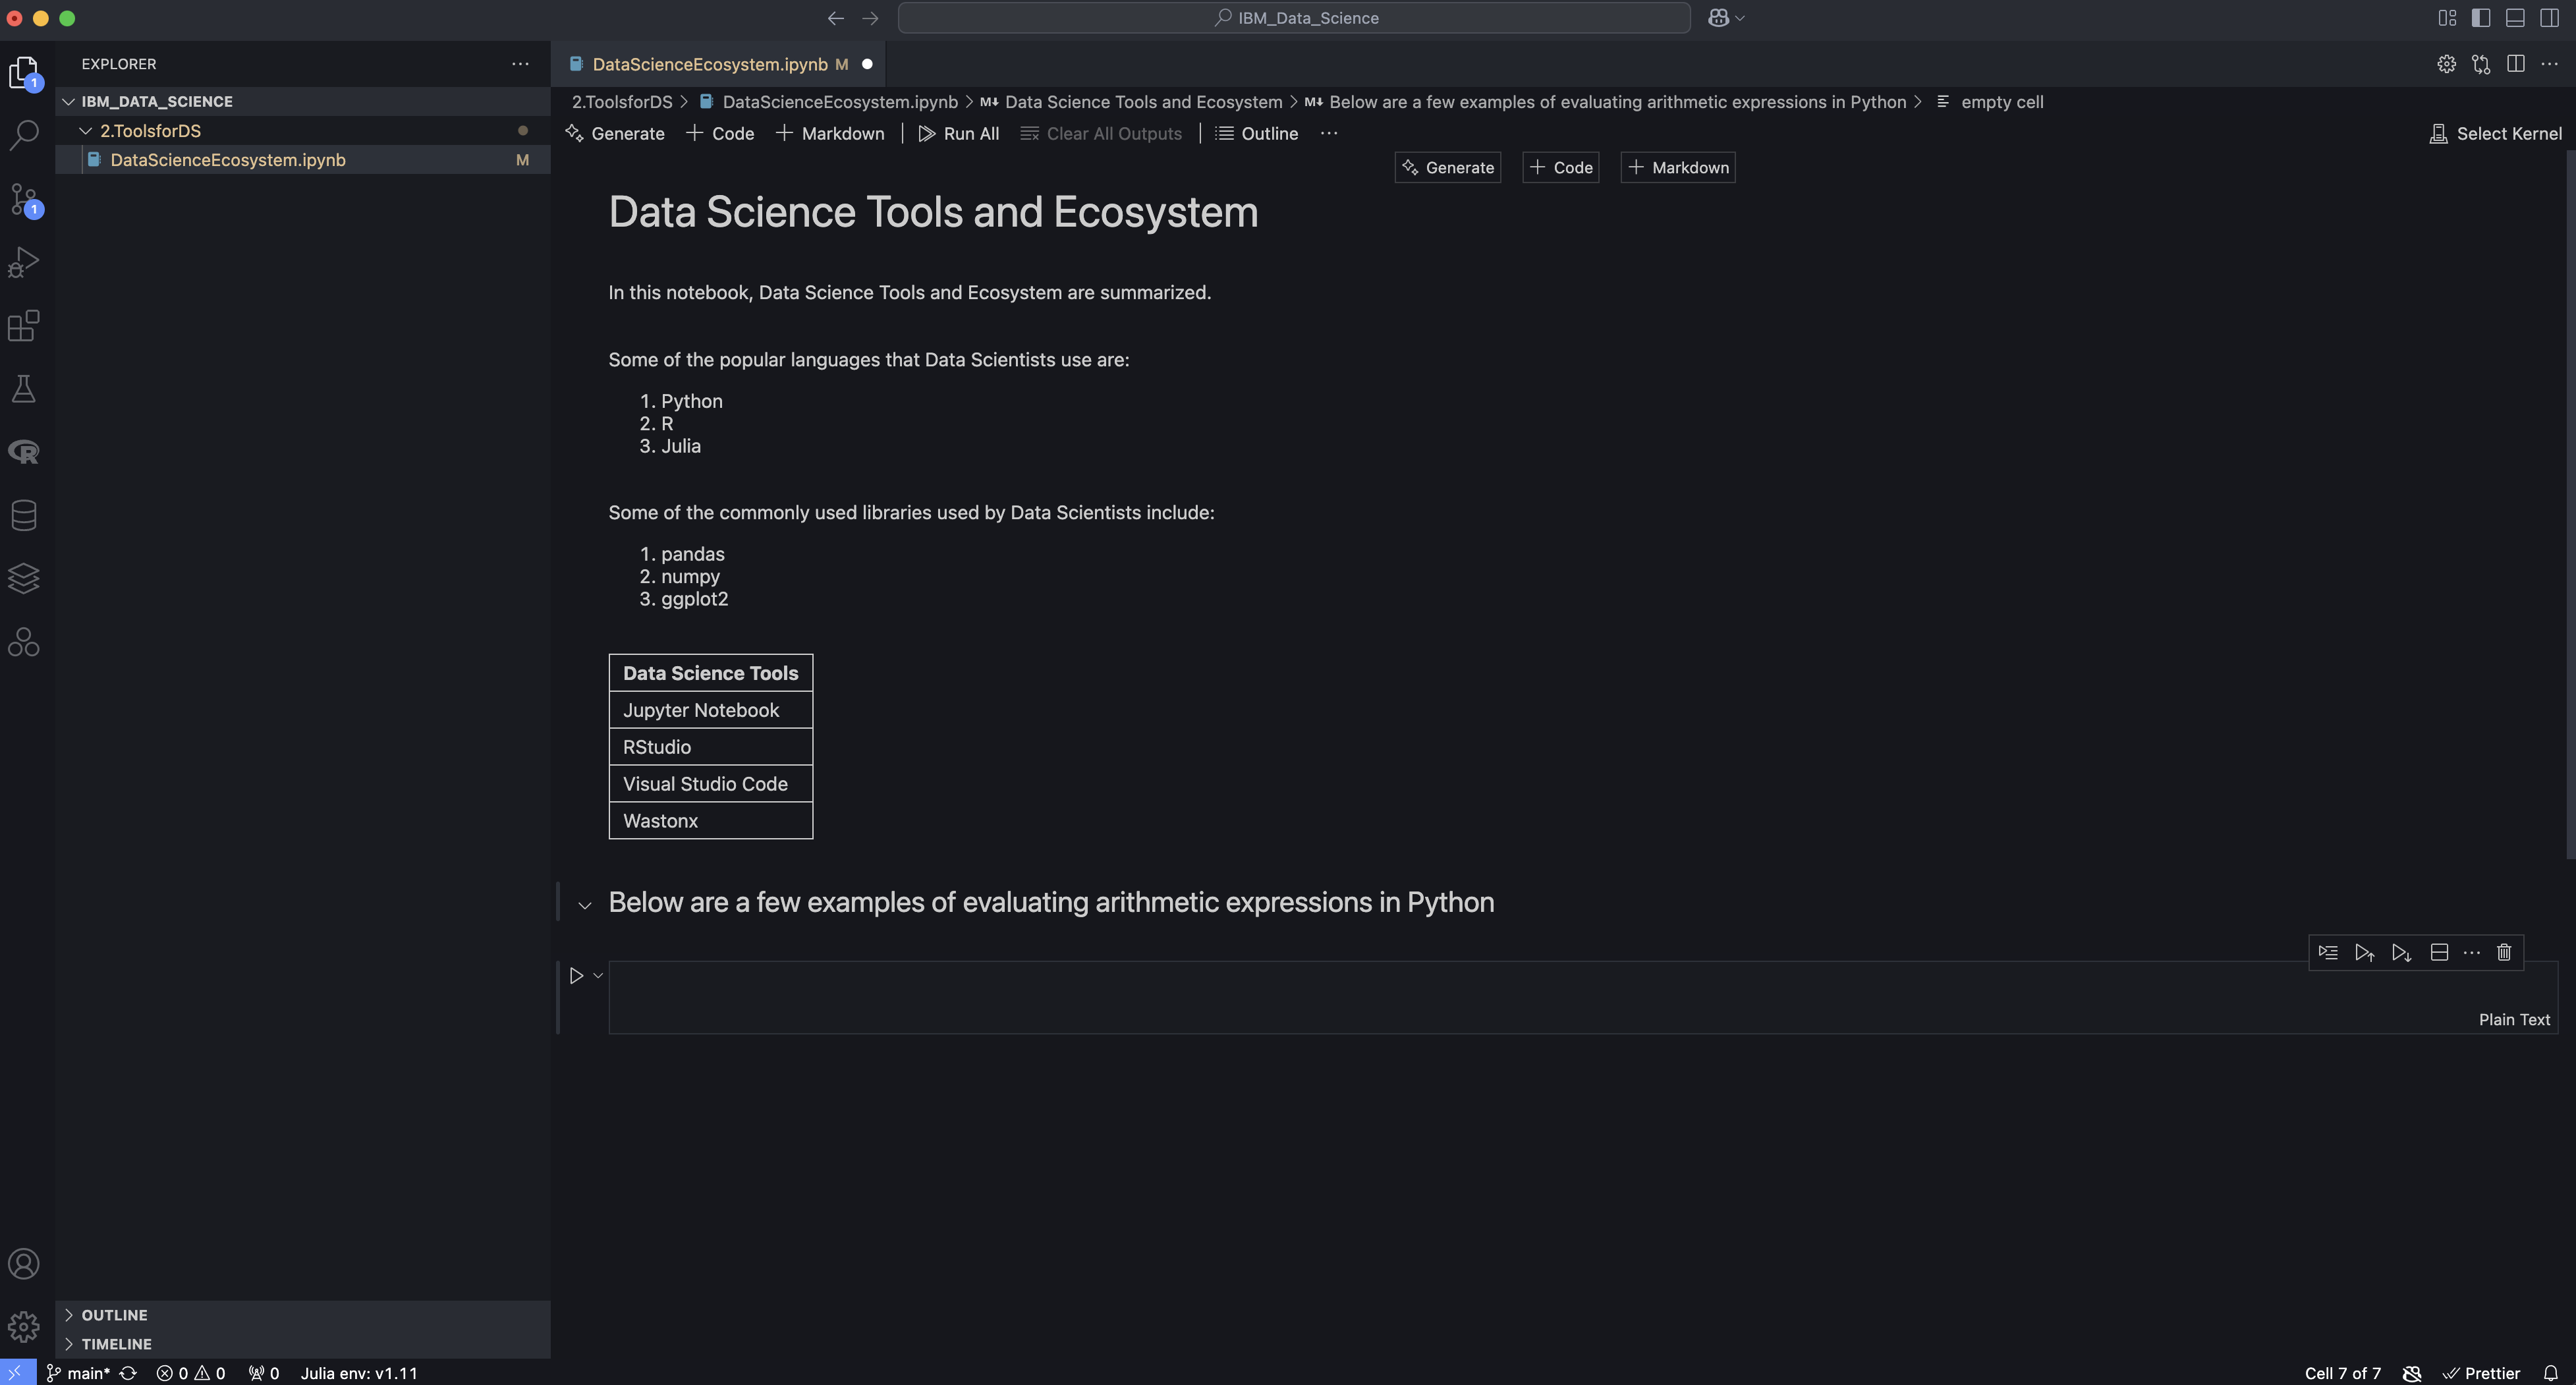 IBM_Data_Science
EXPLORER
DataScienceEcosystem.ipynb M
IBM_DATA_SCIENCE
2.ToolsforDS > DataScienceEcosystem.ipynb > M↓ Data Science Tools and Ecosystem > M↓ Below are a few examples of evaluating arithmetic expressions in Python > empty cell
2.ToolsforDS
Generate + Code + Markdown | Run All Clear All Outputs | Outline ... Select Kernel
1
DataScienceEcosystem.ipynb M
Generate + Code + Markdown
1
Data Science Tools and Ecosystem
In this notebook, Data Science Tools and Ecosystem are summarized.
Some of the popular languages that Data Scientists use are:
1. Python
2. R
3. Julia
R
Some of the commonly used libraries used by Data Scientists include:
1. pandas
2. numpy
3. ggplot2
Data Science Tools
Jupyter Notebook
RStudio
Visual Studio Code
Wastonx
Below are a few examples of evaluating arithmetic expressions in Python
Plain Text
OUTLINE
TIMELINE
main* 0 0 0 Julia env: v1.11 Cell 7 of 7 Prettier